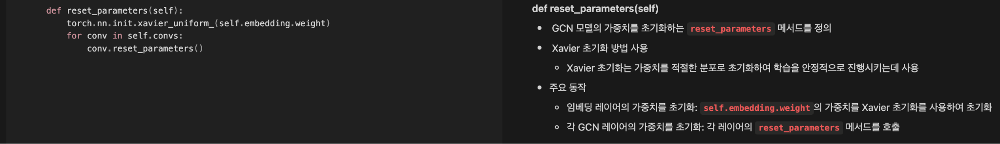 def reset_parameters(self):
torch.nn.init.xavier_uniform_(self.embedding.weight)
for conv in self.convs:
conv.reset_parameters()
def reset_parameters(self)
• GCN 모델의 가중치를 초기화하는 reset_parameters 메서드를 정의
• Xavier 초기화 방법 사용
◦ Xavier 초기화는 가중치를 적절한 분포로 초기화하여 학습을 안정적으로 진행시키는데 사용
• 주요 동작
◦ 임베딩 레이어의 가중치를 초기화: self.embedding.weight의 가중치를 Xavier 초기화를 사용하여 초기화
◦ 각 GCN 레이어의 가중치를 초기화: 각 레이어의 reset_parameters 메서드를 호출